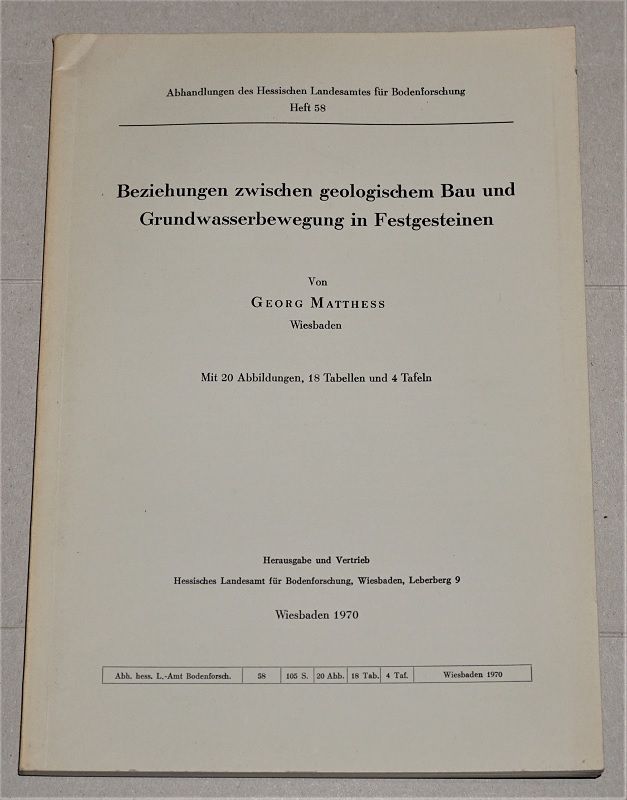 Abhandlungen des Hessischen Landesamtes für Bodenforschung
Heft 58
Beziehungen zwischen geologischem Bau und
Grundwasserbewegung in Festgesteinen
Von
GEORG MATTHESS
Wiesbaden
Mit 20 Abbildungen, 18 Tabellen und 4 Tafeln
Herausgabe und Vertrieb
Hessisches Landesamt für Bodenforschung, Wiesbaden, Leberberg 9
Wiesbaden 1970
Abh. hess. L.-Amt Bodenforsch. 58 105 S. 20 Abb. 18 Tab. 4 Taf. Wiesbaden 1970